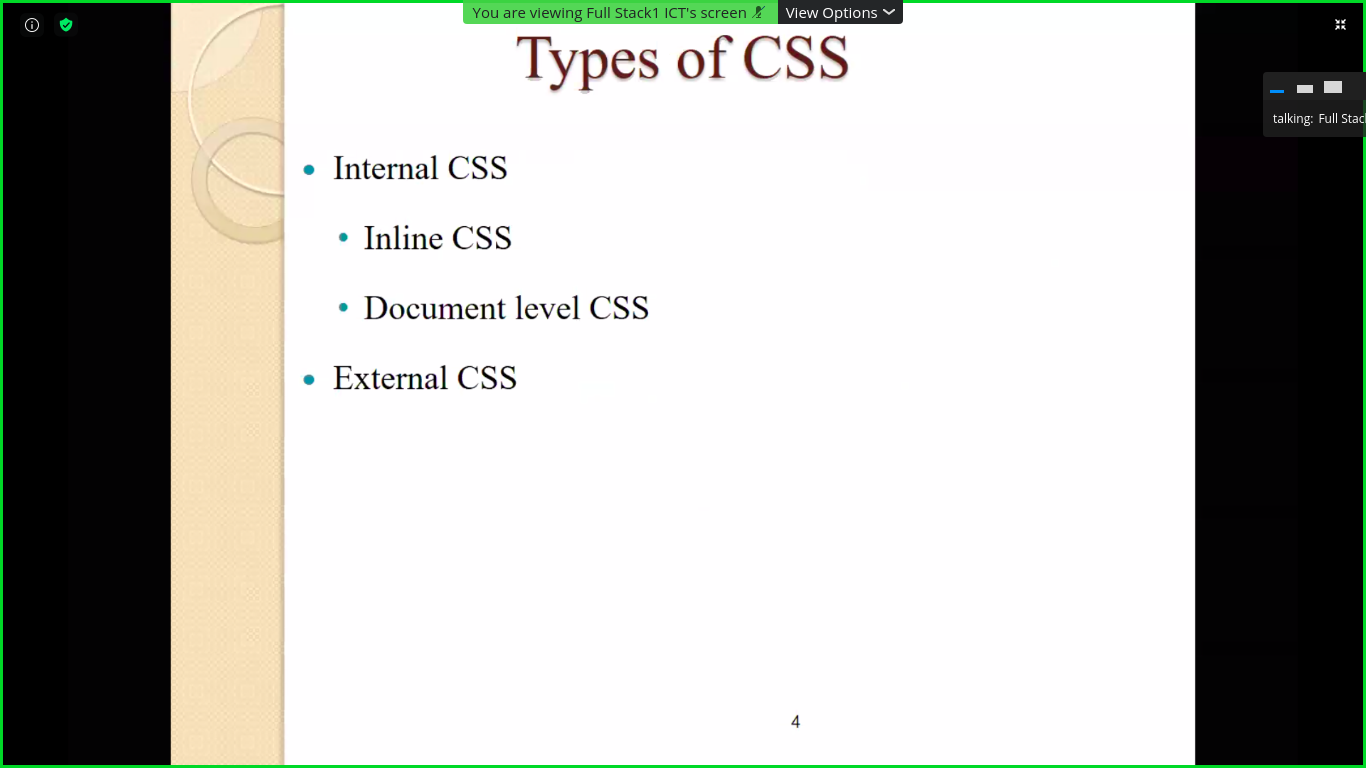 You are viewing Full Stack1 ICT's screen View Options
Types of CSS
talking: Full Stac
• Internal CSS
• Inline CSS
• Document level CSS
• External CSS
4